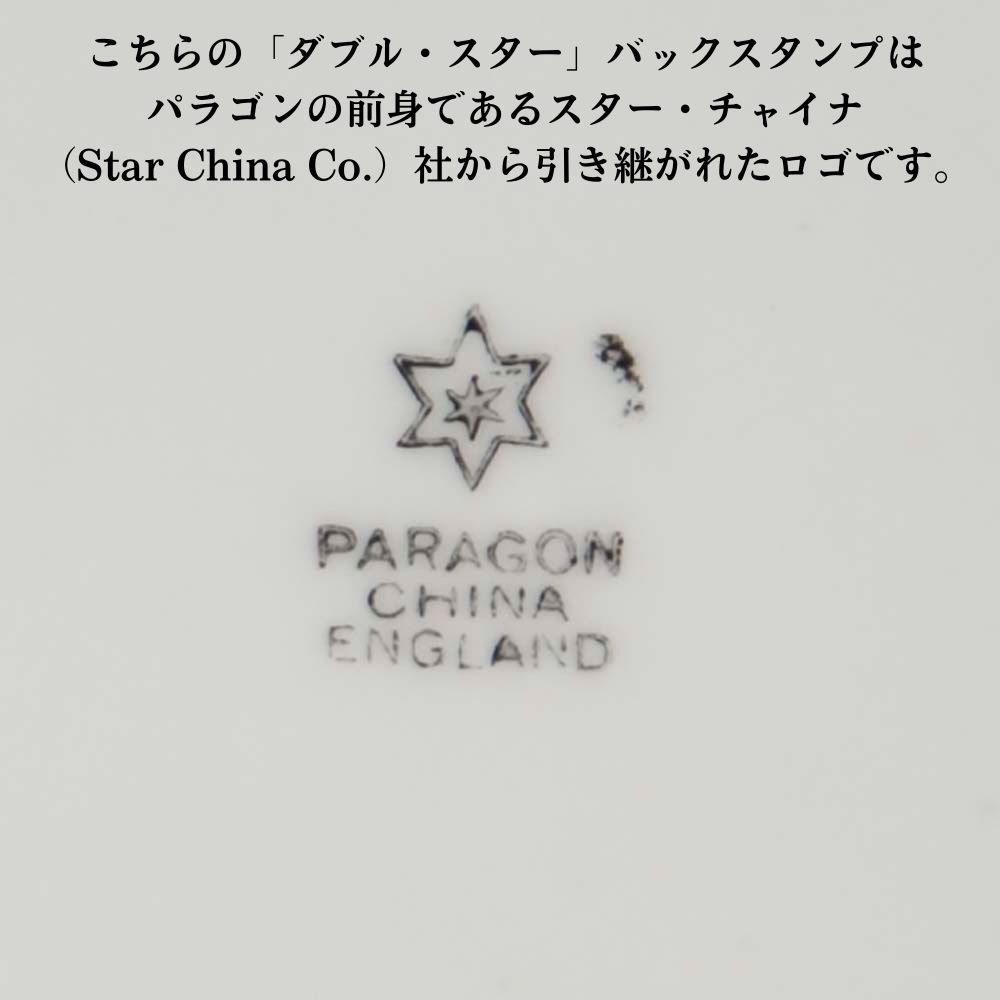 こちらの「ダブル・スター」バックスタンプは
パラゴンの前身であるスター・チャイナ
（Star China Co.）社から引き継がれたロゴです。
PARAGON
CHINA
ENGLAND